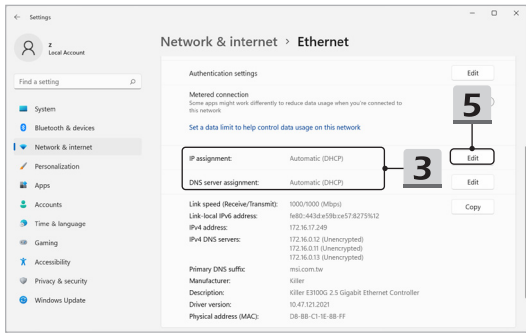 Settings
Z
Local Account
Find a setting
System
Bluetooth & devices
Network & internet
Personalization
Apps
Accounts
Time & language
Gaming
Accessibility
Privacy & security
Windows Update
Network & internet > Ethernet
Authentication settings Edit
Metered connection
Some apps might work differently to reduce data usage when you're connected to
this network
5
Set a data limit to help control data usage on this network
IP assignment: Automatic (DHCP) Edit
3
DNS server assignment: Automatic (DHCP) Edit
Link speed (Receive/Transmit): 1000/1000 (Mbps) Copy
Link-local IPv6 address: fe80::443d:e59b:ce57:8275%12
IPv4 address: 172.16.17.249
IPv4 DNS servers: 172.16.0.12 (Unencrypted)
172.16.0.11 (Unencrypted)
172.16.0.13 (Unencrypted)
Primary DNS suffix: msi.com.tw
Manufacturer: Killer
Description: Killer E3100G 2.5 Gigabit Ethernet Controller
Driver version: 10.47.121.2021
Physical address (MAC): D8-BB-C1-1E-8B-FF